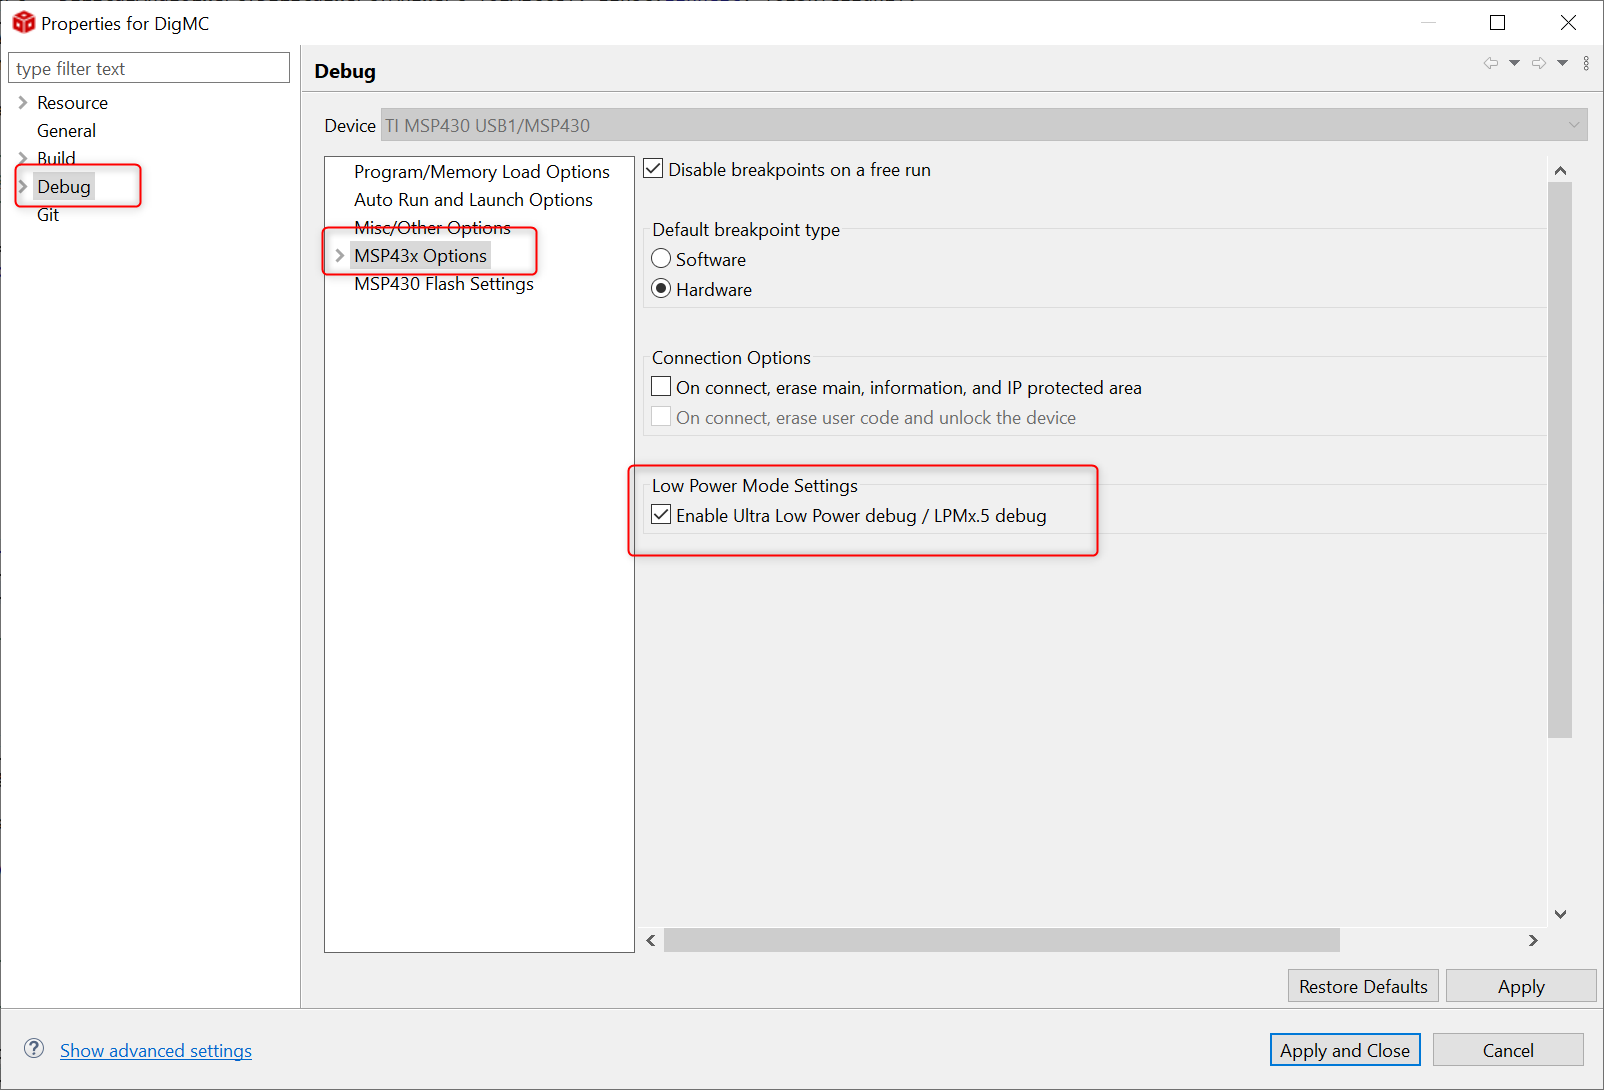 Properties for DigMC
type filter text
Resource
General
Build
Debug
Git
Debug
Device TI MSP430 USB1/MSP430
Program/Memory Load Options
Auto Run and Launch Options
Misc/Other Options
MSP43x Options
MSP430 Flash Settings
Disable breakpoints on a free run
Default breakpoint type
Software
Hardware
Connection Options
On connect, erase main, information, and IP protected area
On connect, erase user code and unlock the device
Low Power Mode Settings
Enable Ultra Low Power debug / LPMx.5 debug
Restore Defaults
Apply
? Show advanced settings
Apply and Close
Cancel